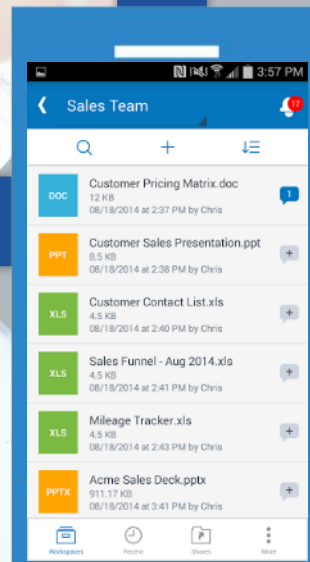 3:57 PM
Sales Team
17
DOC
Customer Pricing Matrix.doc
12 KB
08/18/2014 at 2:37 PM by Chris
1
PPT
Customer Sales Presentation.ppt
8.5 KB
08/18/2014 at 2:38 PM by Chris
XLS
Customer Contact List.xls
4.5 KB
08/18/2014 at 2:40 PM by Chris
XLS
Sales Funnel - Aug 2014.xls
4.5 KB
08/18/2014 at 2:41 PM by Chris
XLS
Mileage Tracker.xls
4.5 KB
08/18/2014 at 2:43 PM by Chris
PPTX
Acme Sales Deck.pptx
911.17 KB
08/18/2014 at 3:41 PM by Chris
Workspaces
Recent
Shares
More